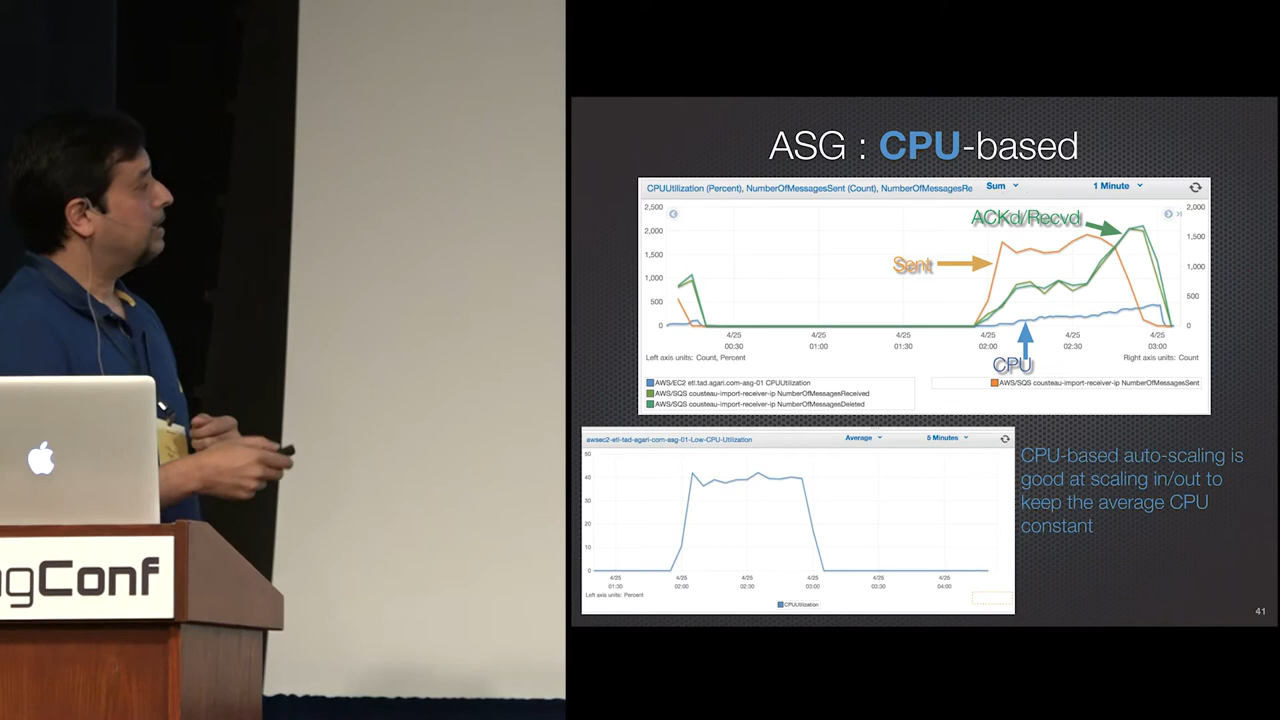 ASG : CPU-based
CPUUtilization (Percent), NumberOfMessagesSent (Count), NumberOfMessagesRe
Sum
1 Minute
2,500
2,000
1,500
1,000
500
0
2,000
1,500
1,000
500
0
ACKd/Recvd
Sent
CPU
4/25 00:30
4/25 01:00
4/25 01:30
4/25 02:00
4/25 02:30
4/25 03:00
Left axis units: Count, Percent
Right axis units: Count
AWS/EC2 etl.tad.agari.com-asg-01 CPUUtilization
AWS/SQS cousteau-import-receiver-ip NumberOfMessagesReceived
AWS/SQS cousteau-import-receiver-ip NumberOfMessagesDeleted
AWS/SQS cousteau-import-receiver-ip NumberOfMessagesSent
awsec2-etl-tad-agari-com-asg-01-Low-CPU-Utilization
Average
5 Minutes
50
40
30
20
10
0
4/25 01:30
4/25 02:00
4/25 02:30
4/25 03:00
4/25 03:30
4/25 04:00
Left axis units: Percent
CPUUtilization
CPU-based auto-scaling is
good at scaling in/out to
keep the average CPU
constant
41
gConf